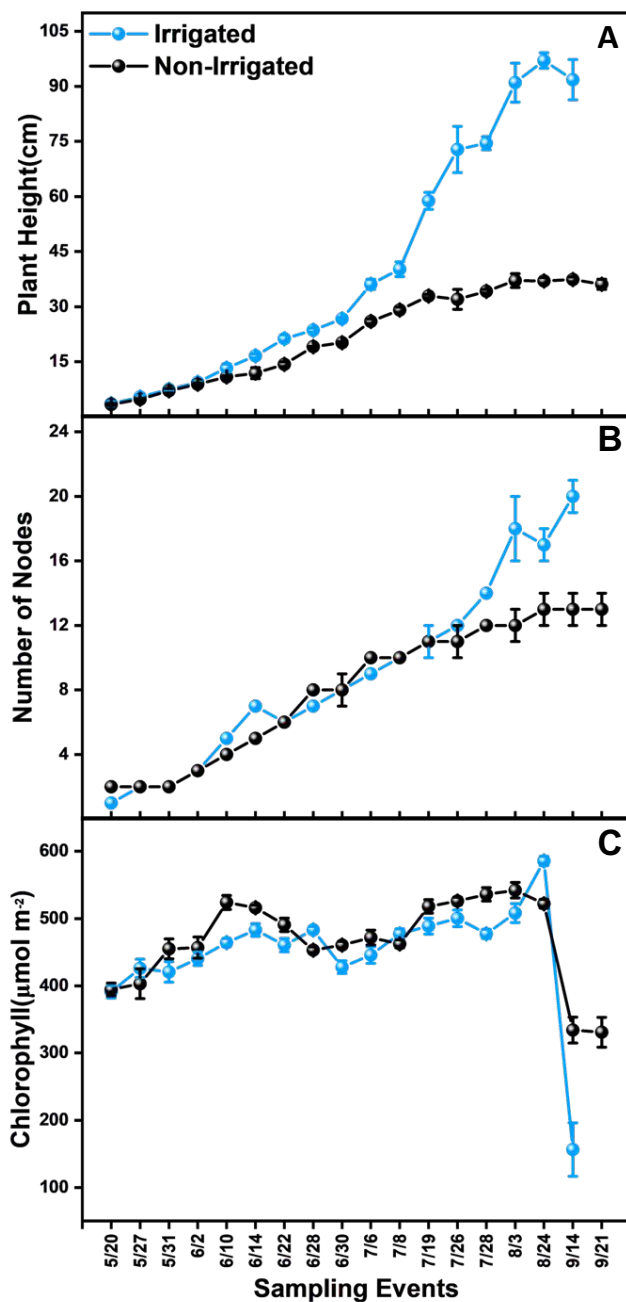 Irrigated
Non-Irrigated
A
Plant Height(cm)
105
90
75
60
45
30
15
B
Number of Nodes
24
20
16
12
8
4
C
Chlorophyll(μmol m-2)
600
500
400
300
200
100
5/20 5/27 5/31 6/2 6/10 6/14 6/22 6/28 6/30 7/6 7/8 7/19 7/26 7/28 8/3 8/24 9/14 9/21
Sampling Events